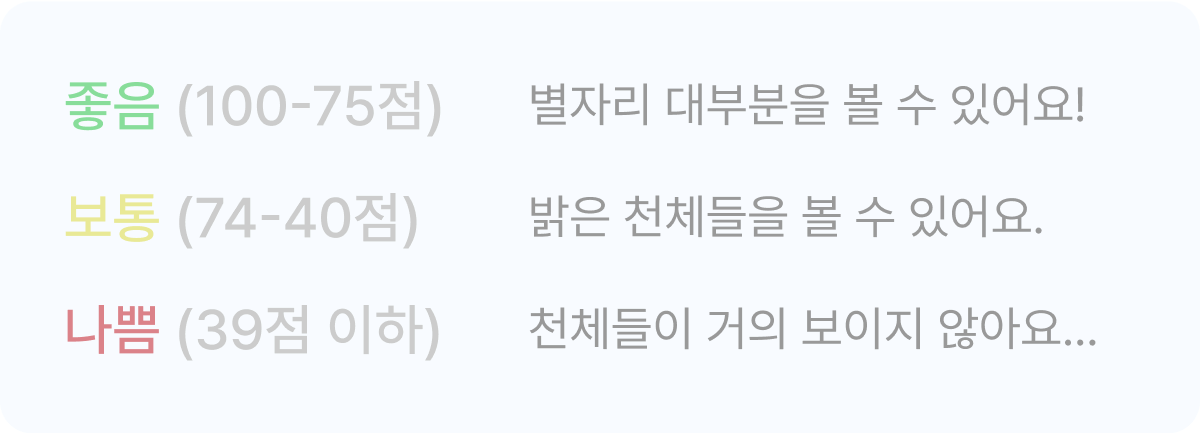 좋음 (100-75점) 별자리 대부분을 볼 수 있어요!
보통 (74-40점) 밝은 천체들을 볼 수 있어요.
나쁨 (39점 이하) 천체들이 거의 보이지 않아요...